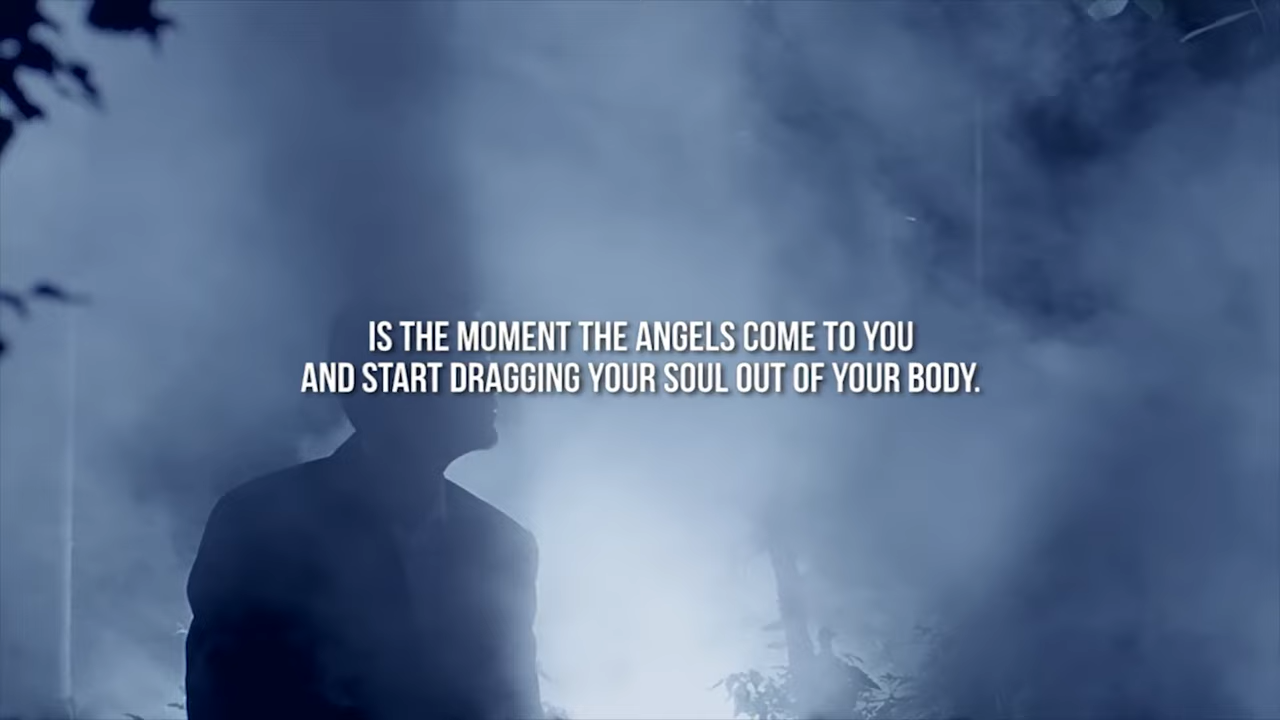 IS THE MOMENT THE ANGELS COME TO YOU
AND START DRAGGING YOUR SOUL OUT OF YOUR BODY.